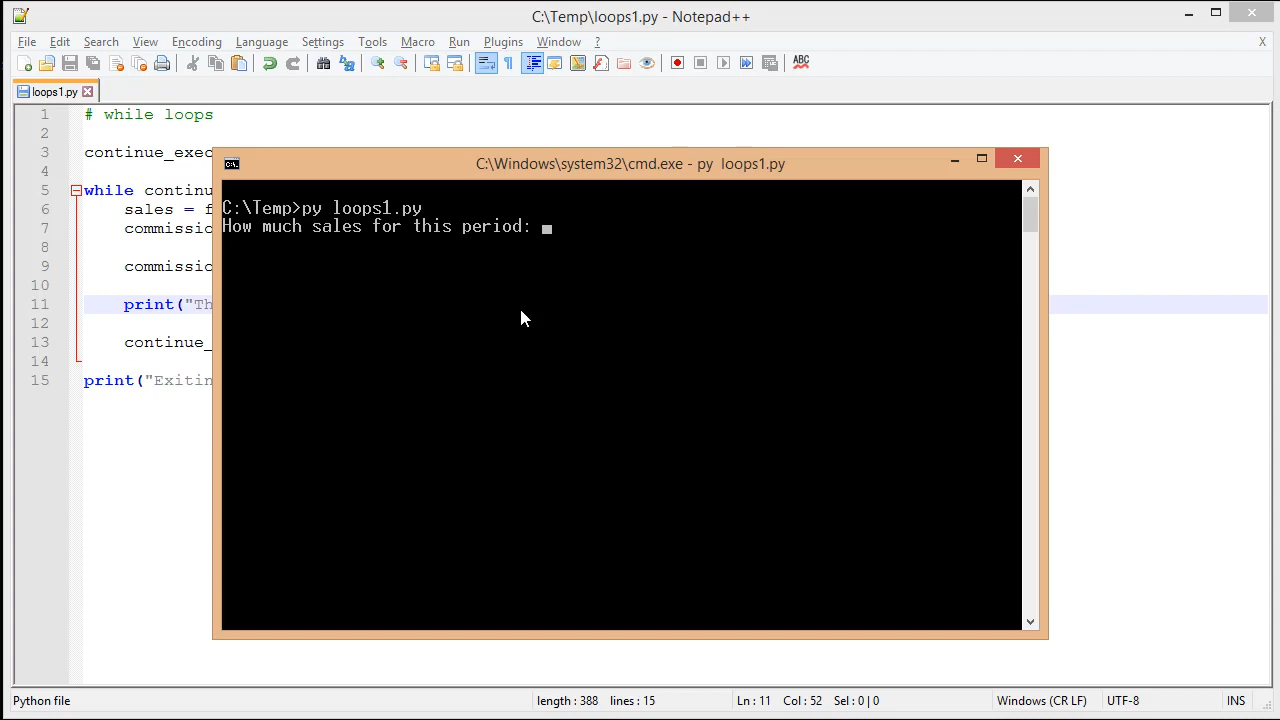 C:\Temp\loops1.py - Notepad++
File Edit Search View Encoding Language Settings Tools Macro Run Plugins Window ? X
ABC
loops1.py
1 # while loops
2
3 continue_exec
4
5 while continu
6 sales = f
7 commissio
8
9 commissio
10
11 print("Th
12
13 continue_
14
15 print("Exitin
C:\Windows\system32\cmd.exe - py loops1.py
C:\Temp>py loops1.py
How much sales for this period:
Python file length : 388 lines : 15 Ln : 11 Col : 52 Sel : 0 | 0 Windows (CR LF) UTF-8 INS